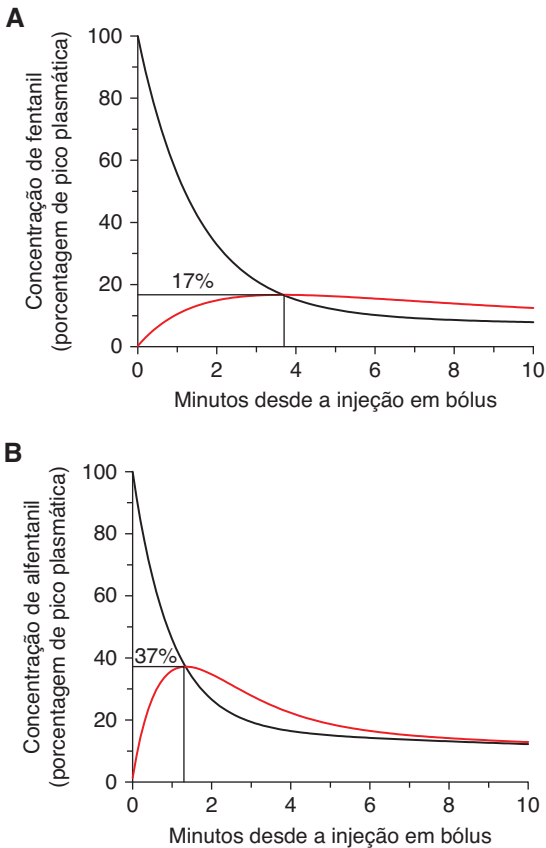 A
Concentração de fentanil
(porcentagem de pico plasmática)
100
80
60
40
20
0
17%
0 2 4 6 8 10
Minutos desde a injeção em bólus
B
Concentração de alfentanil
(porcentagem de pico plasmática)
100
80
60
40
20
0
37%
0 2 4 6 8 10
Minutos desde a injeção em bólus